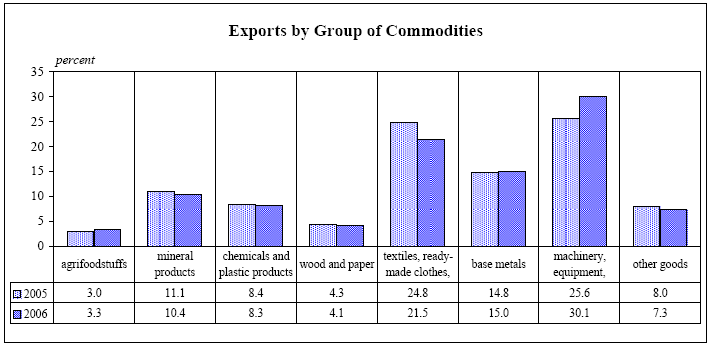 Exports by Group of Commodities
percent
35
30
25
20
15
10
5
0
agrifoodstuffs
mineral
products
chemicals and
plastic products
wood and paper
textiles, ready-
made clothes,
base metals
machinery,
equipment,
other goods
2005 3.0 11.1 8.4 4.3 24.8 14.8 25.6 8.0
2006 3.3 10.4 8.3 4.1 21.5 15.0 30.1 7.3